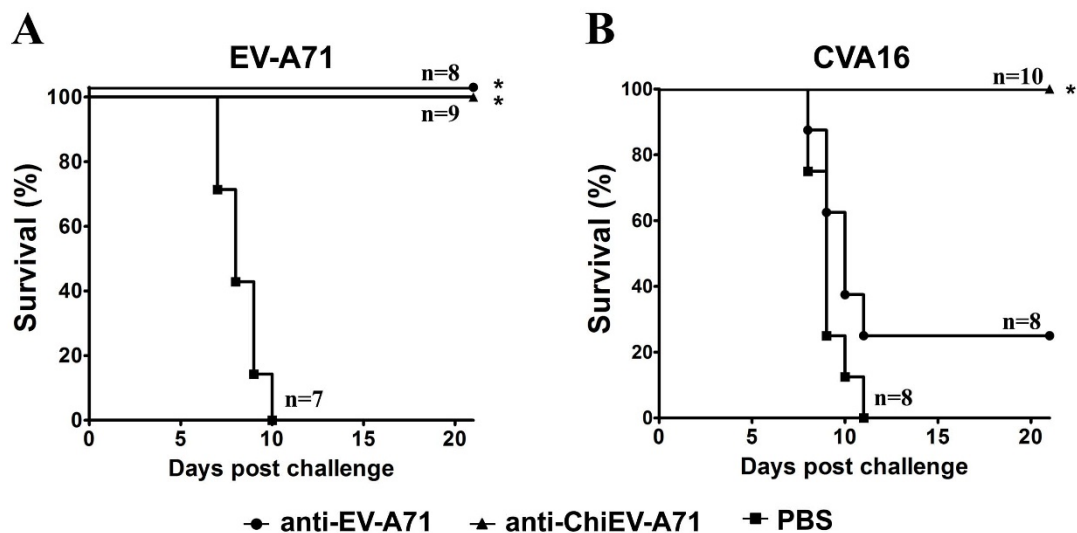 A
EV-A71
n=8
*
100
*
n=9
80
60
40
20
n=7
0
0 5 10 15 20
Survival (%)
Days post challenge
B
CVA16
n=10
*
100
80
60
40
n=8
20
n=8
0
0 5 10 15 20
Survival (%)
Days post challenge
anti-EV-A71 anti-ChiEV-A71 PBS